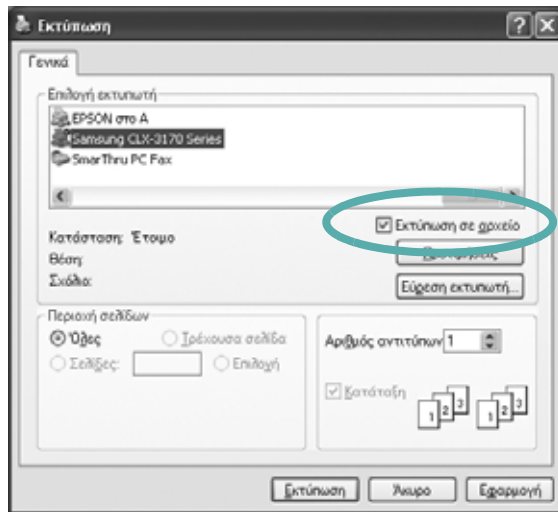 Εκτύπωση
Γενικά
Επιλογή εκτυπωτή
EPSON στο A
Samsung CLX-3170 Series
SmarThru PC Fax
Εκτύπωση σε αρχείο
Κατάσταση: Έτοιμο
Προτιμήσεις
Θέση:
Σχόλιο:
Εύρεση εκτυπωτή...
Περιοχή σελίδων
Όλες
Τρέχουσα σελίδα
Σελίδες:
Επιλογή
Αριθμός αντιτύπων 1
Κατάταξη
1 2 3 1 2 3
Εκτύπωση Άκυρο Εφαρμογή